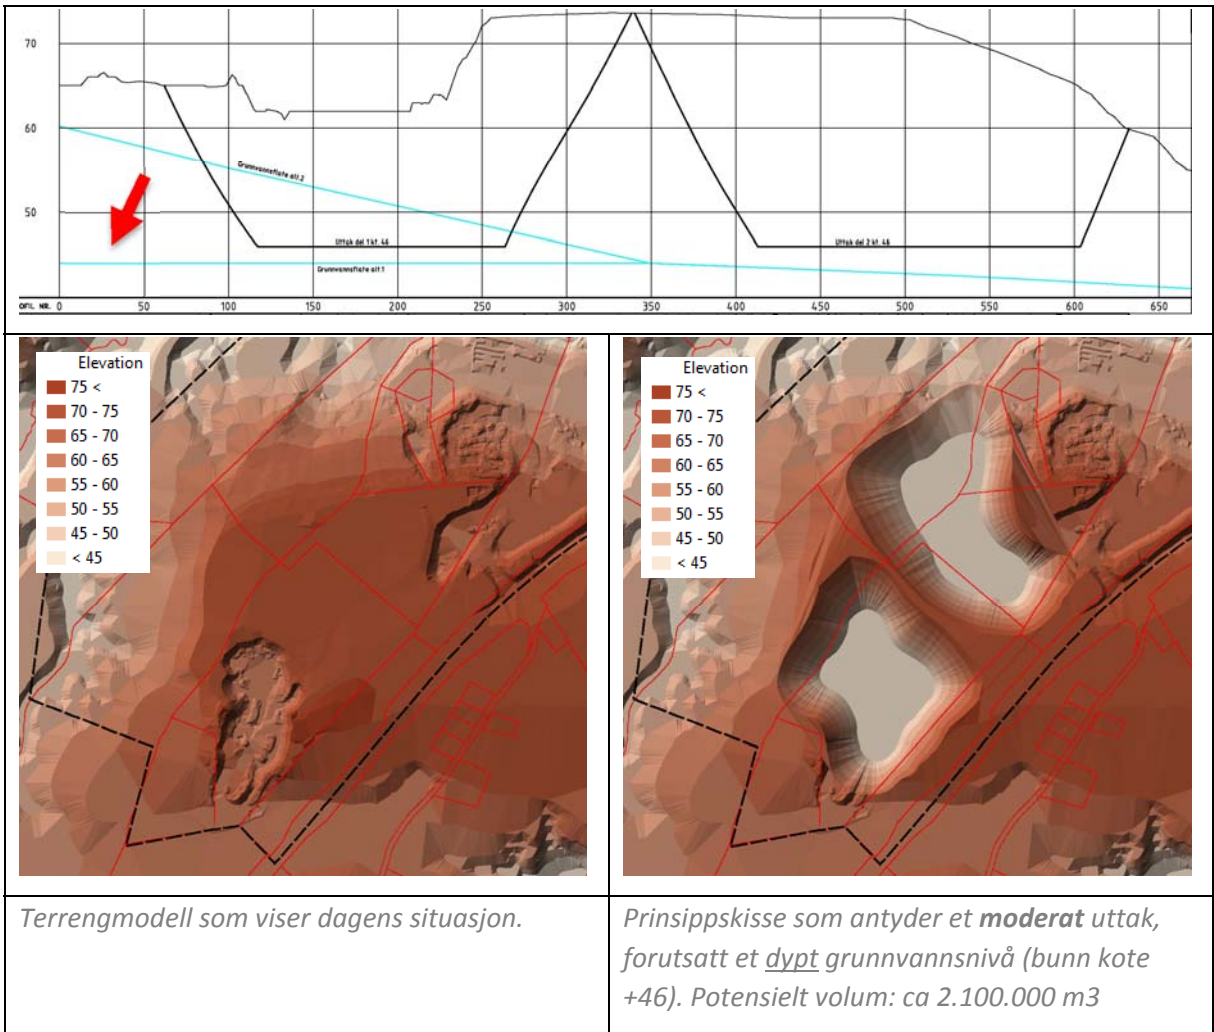 70
60
50
Grunnvannsflate alt.2
Uttak del 1 kt. 46
Uttak del 2 kt. 46
Grunnvannsflate alt.1
OFIL NR. 0 50 100 150 200 250 300 350 400 450 500 550 600 650
Elevation
75 <
70 - 75
65 - 70
60 - 65
55 - 60
50 - 55
45 - 50
< 45
Elevation
75 <
70 - 75
65 - 70
60 - 65
55 - 60
50 - 55
45 - 50
< 45
Terrengmodell som viser dagens situasjon.
Prinsippskisse som antyder et moderat uttak,
forutsatt et dypt grunnvannsnivå (bunn kote
+46). Potensielt volum: ca 2.100.000 m3